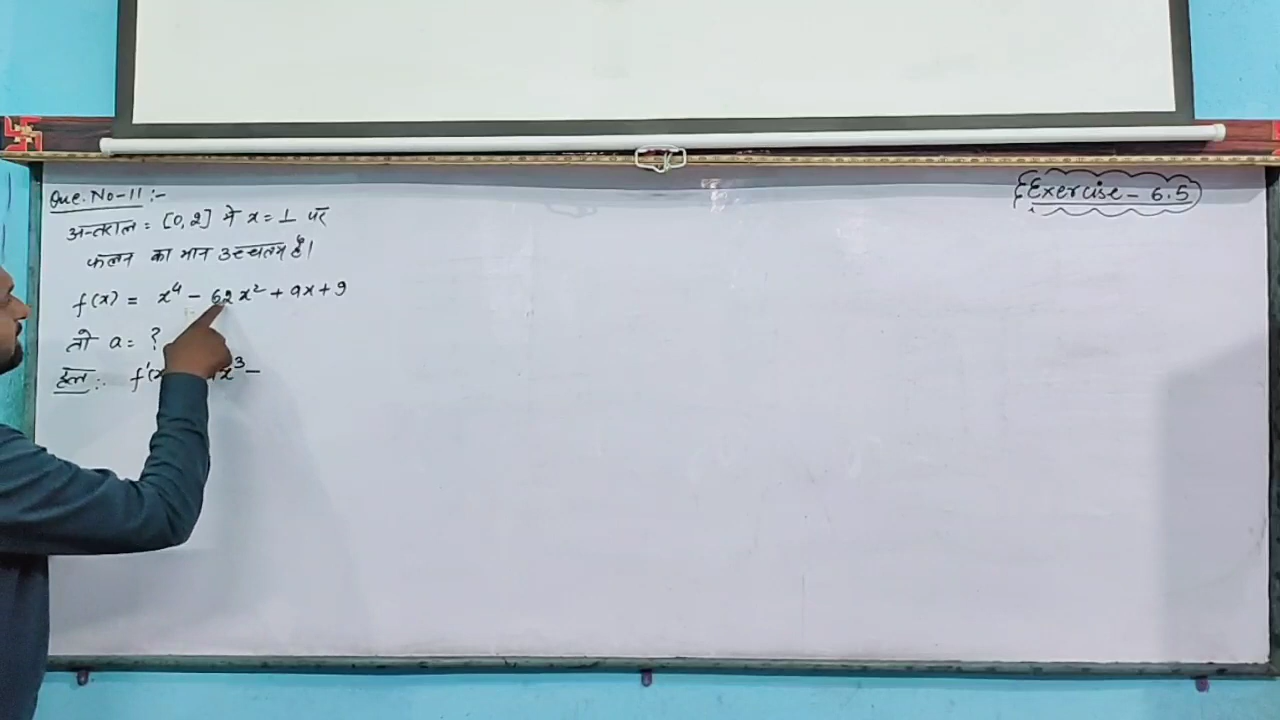 Que. No-11:-
Exercise - 6.5
अन्तराल = [0, 2] मे x = 1 पर
फलन का मान उच्चतम है।
f(x) = x⁴ - 62x² + ax + 9
तो a = ?
हल :- f'(x x³ -